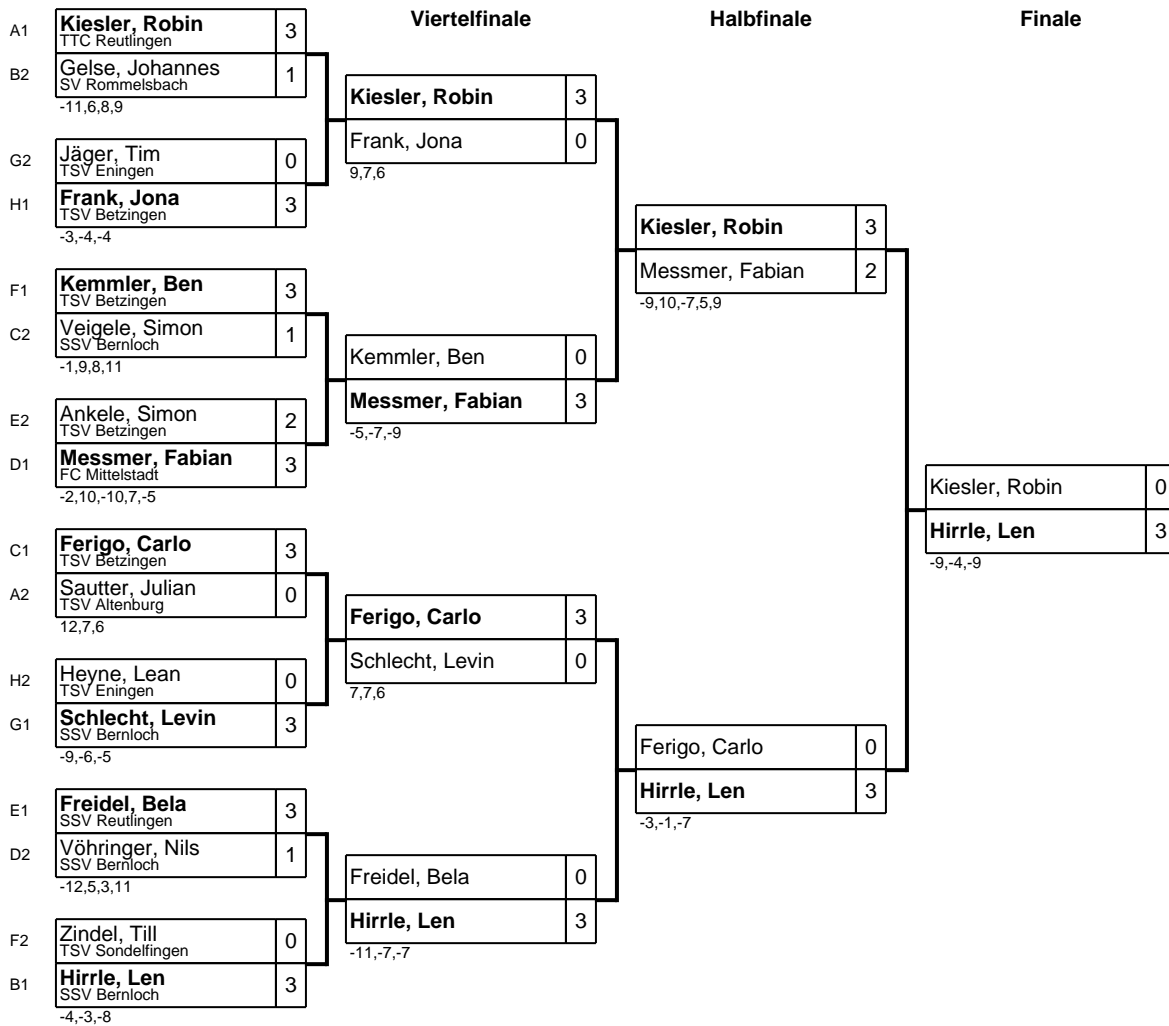 Viertelfinale
Halbfinale
Finale
A1 Kiesler, Robin 3
TTC Reutlingen
B2 Gelse, Johannes 1
SV Rommelsbach
-11,6,8,9
G2 Jäger, Tim 0
TSV Eningen
H1 Frank, Jona 3
TSV Betzingen
-3,-4,-4
F1 Kemmler, Ben 3
TSV Betzingen
C2 Veigele, Simon 1
SSV Bernloch
-1,9,8,11
E2 Ankele, Simon 2
TSV Betzingen
D1 Messmer, Fabian 3
FC Mittelstadt
-2,10,-10,7,-5
C1 Ferigo, Carlo 3
TSV Betzingen
A2 Sautter, Julian 0
TSV Altenburg
12,7,6
H2 Heyne, Lean 0
TSV Eningen
G1 Schlecht, Levin 3
SSV Bernloch
-9,-6,-5
E1 Freidel, Bela 3
SSV Reutlingen
D2 Vöhringer, Nils 1
SSV Bernloch
-12,5,3,11
F2 Zindel, Till 0
TSV Sondelfingen
B1 Hirrle, Len 3
SSV Bernloch
-4,-3,-8
Kiesler, Robin 3
Frank, Jona 0
9,7,6
Kemmler, Ben 0
Messmer, Fabian 3
-5,-7,-9
Ferigo, Carlo 3
Schlecht, Levin 0
7,7,6
Freidel, Bela 0
Hirrle, Len 3
-11,-7,-7
Kiesler, Robin 3
Messmer, Fabian 2
-9,10,-7,5,9
Ferigo, Carlo 0
Hirrle, Len 3
-3,-1,-7
Kiesler, Robin 0
Hirrle, Len 3
-9,-4,-9